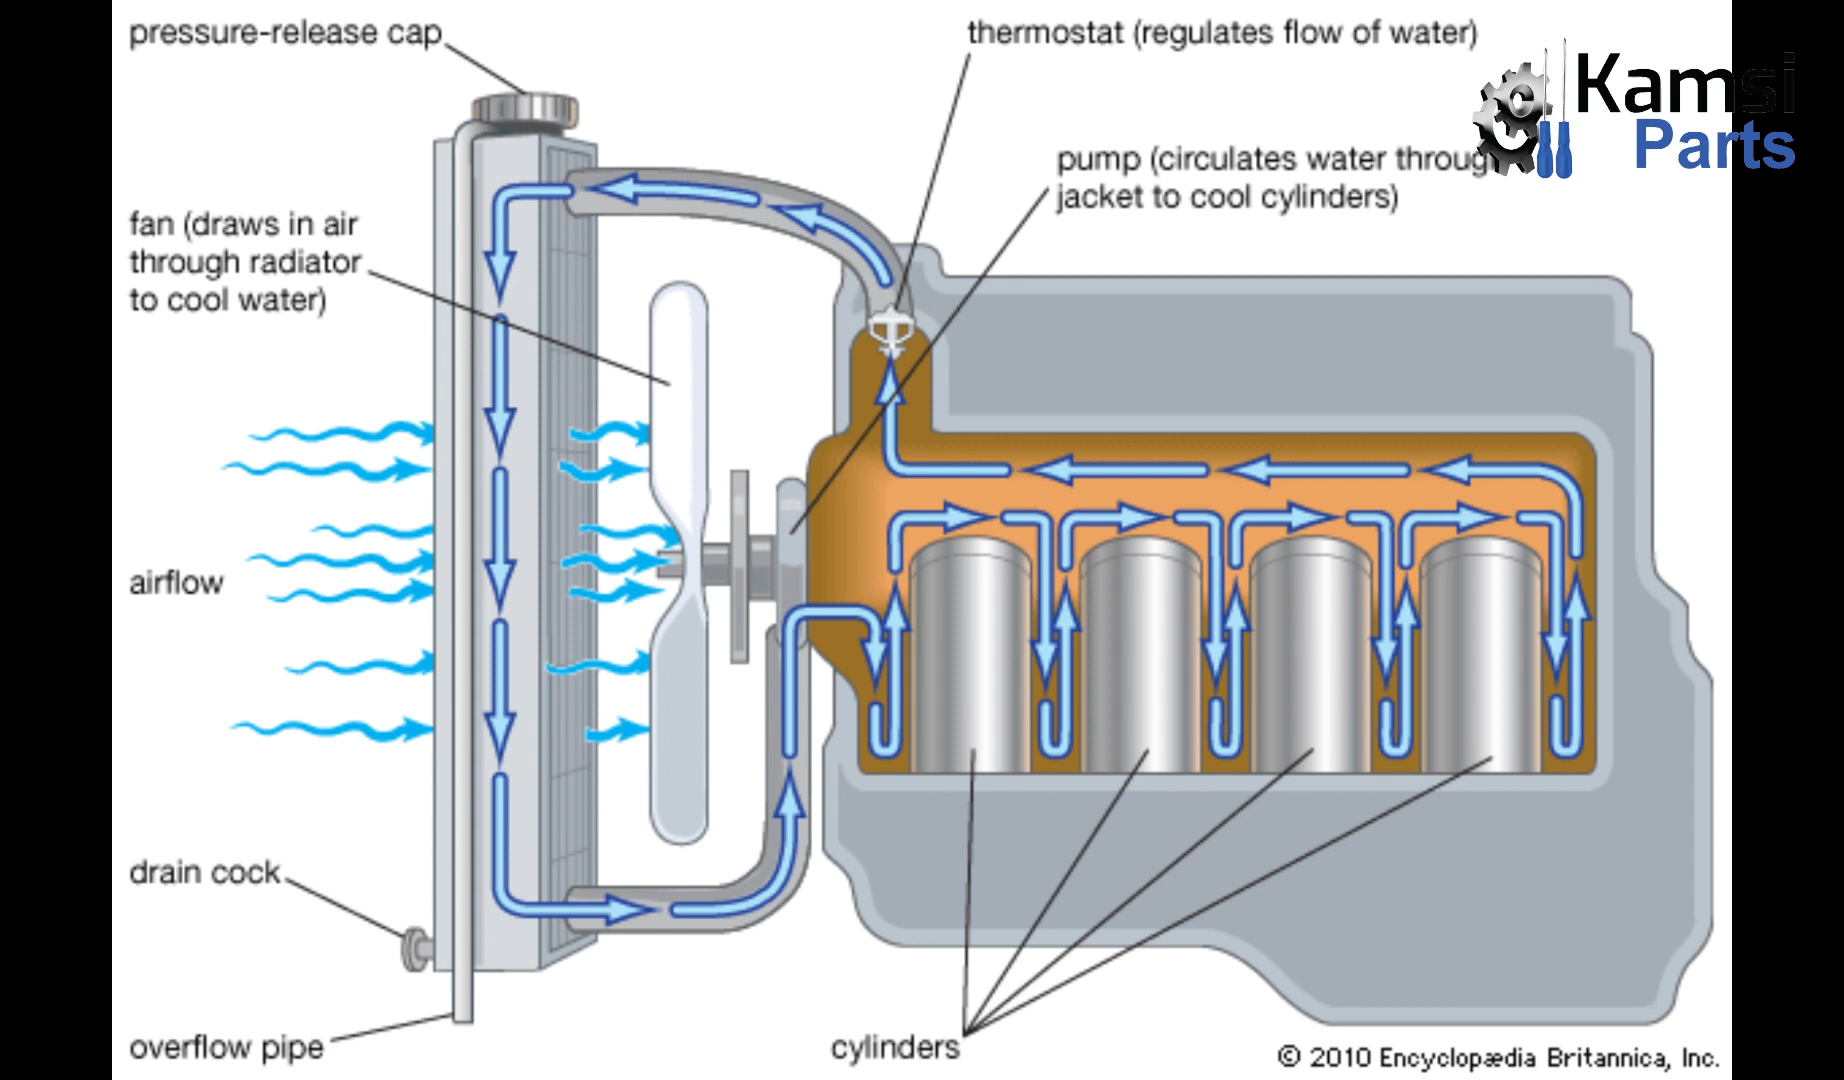 pressure-release cap
thermostat (regulates flow of water)
Kamsi
Parts
pump (circulates water through
jacket to cool cylinders)
fan (draws in air
through radiator
to cool water)
airflow
drain cock
overflow pipe
cylinders
© 2010 Encyclopædia Britannica, Inc.